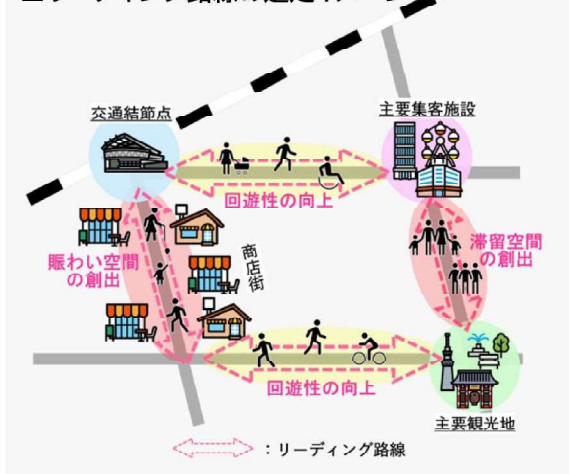 交通結節点
主要集客施設
回遊性の向上
賑わい空間
の創出
商店街
滞留空間
の創出
回遊性の向上
主要観光地
：リーディング路線